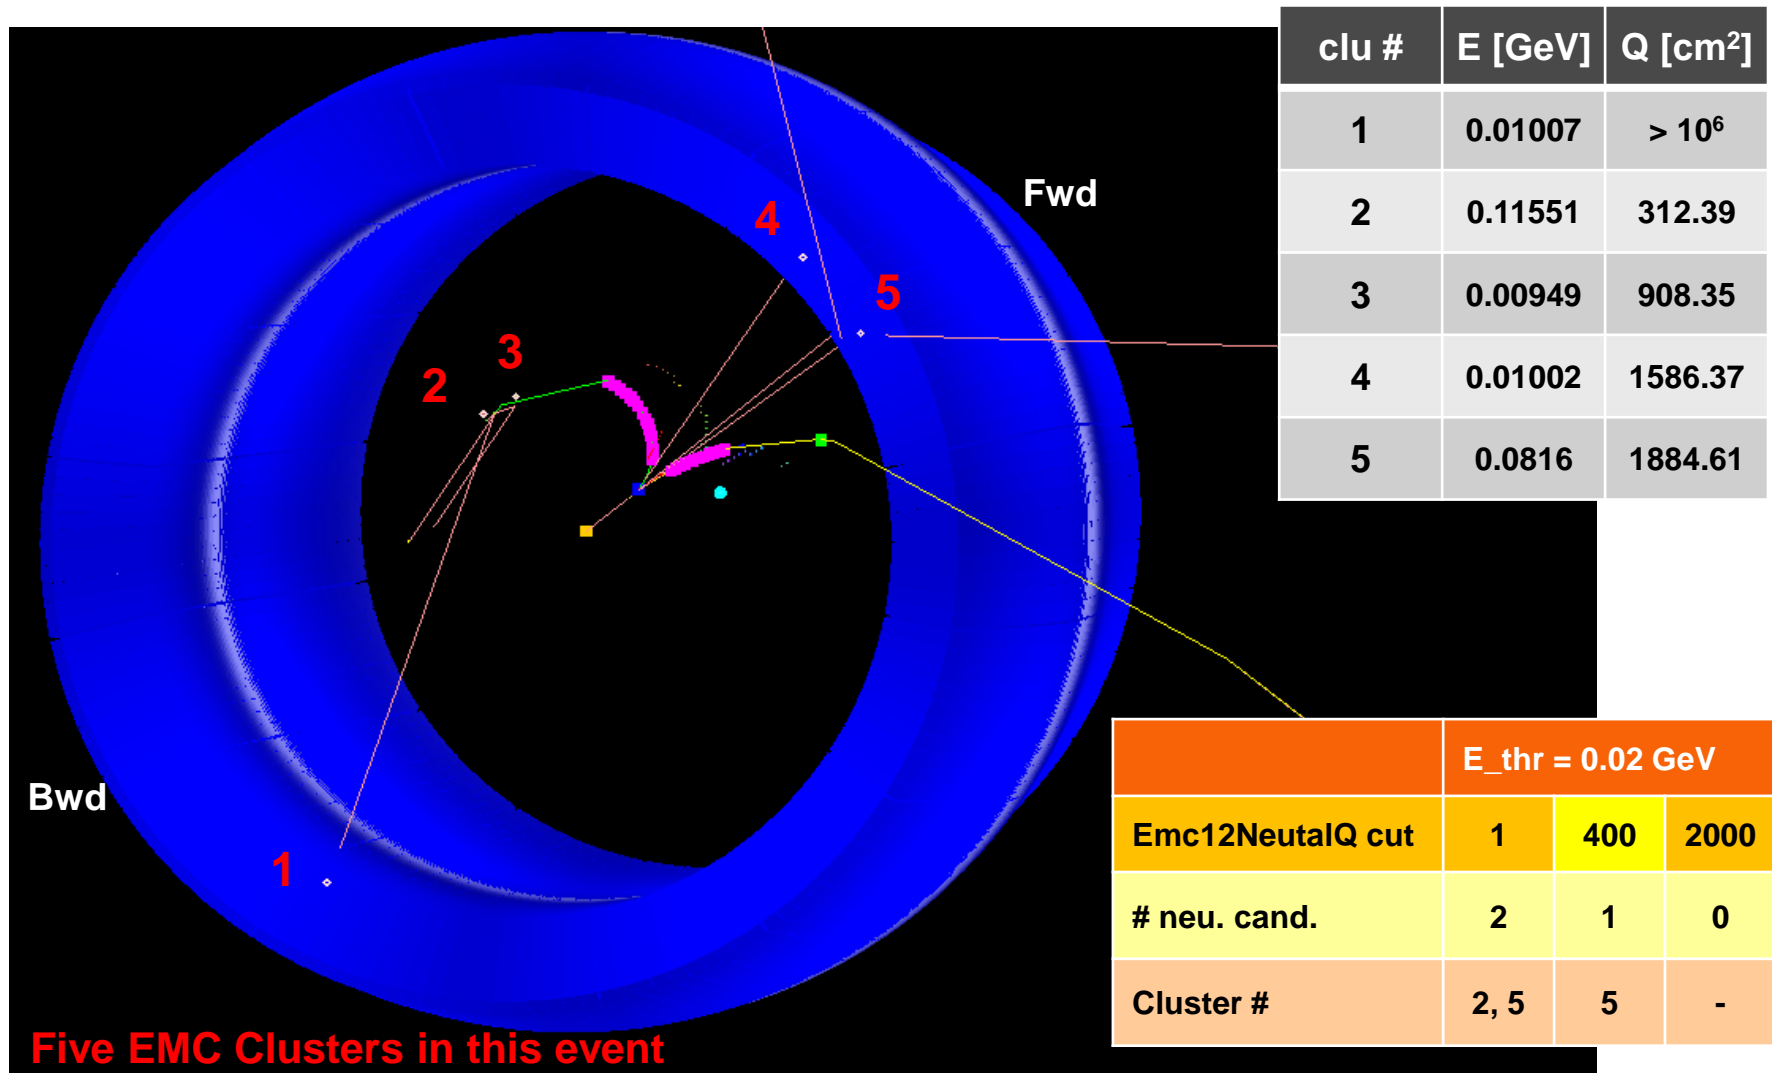 clu # E [GeV] Q [cm²]
1 0.01007 > 10⁶
2 0.11551 312.39
3 0.00949 908.35
4 0.01002 1586.37
5 0.0816 1884.61
Fwd
4
5
3
2
Bwd
1
E_thr = 0.02 GeV
Emc12NeutalQ cut 1 400 2000
# neu. cand. 2 1 0
Cluster # 2, 5 5 -
Five EMC Clusters in this event